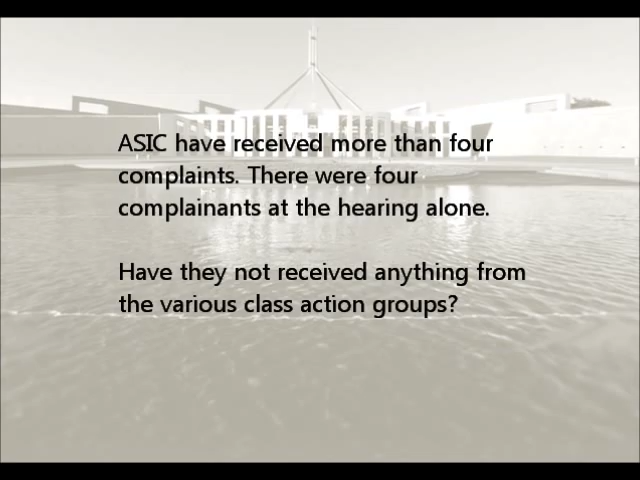 ASIC have received more than four
complaints. There were four
complainants at the hearing alone.
Have they not received anything from
the various class action groups?